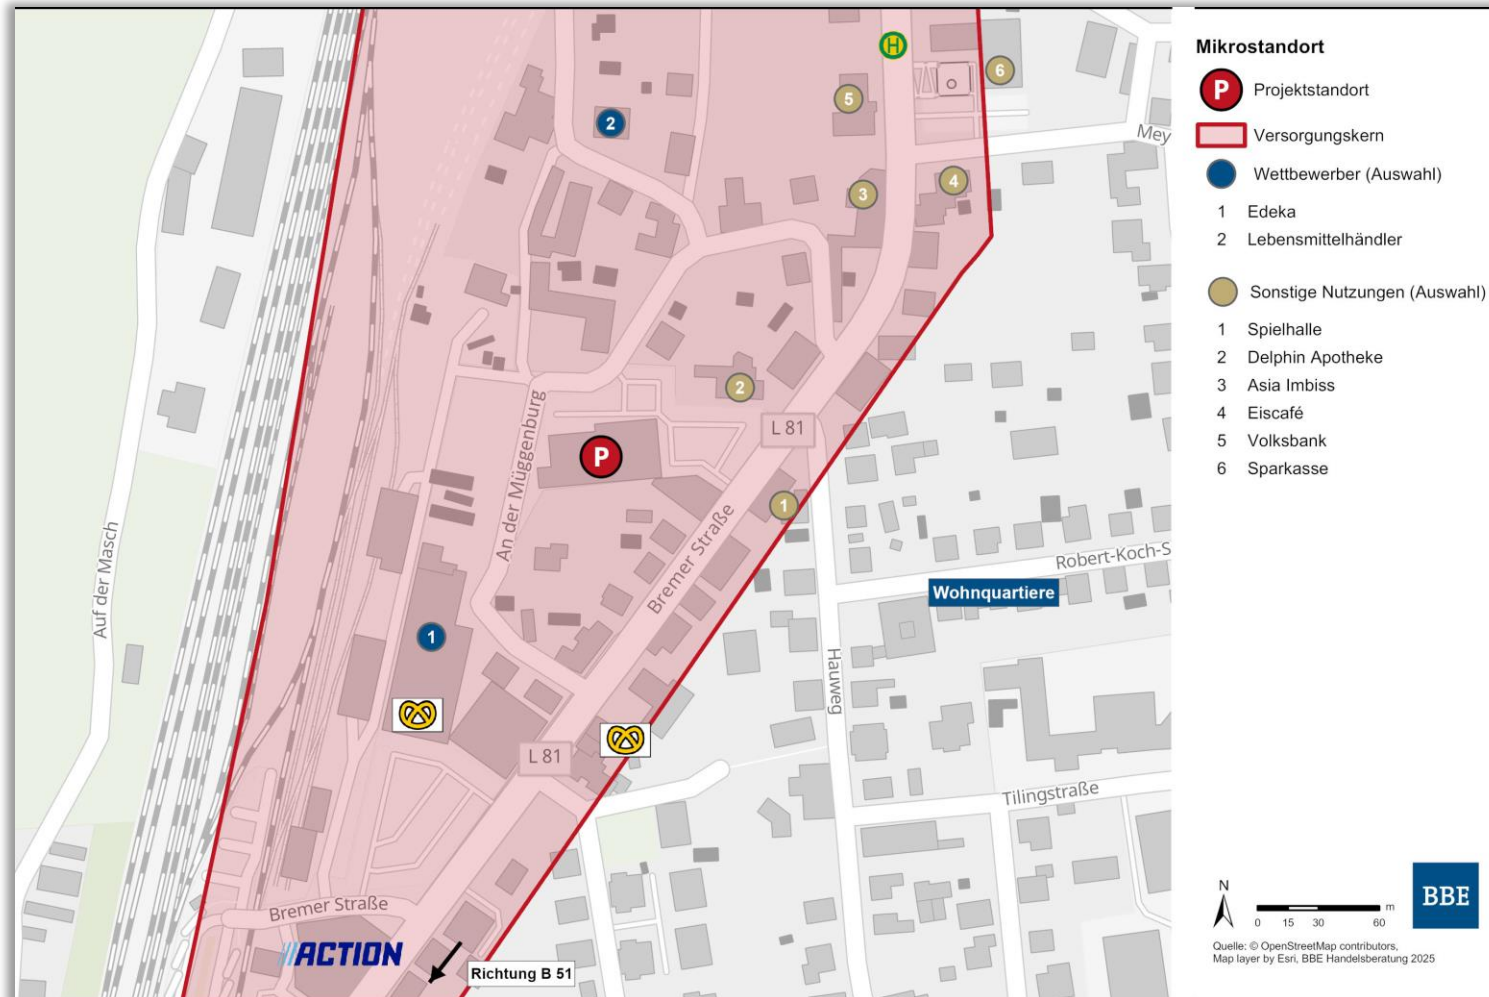 H
6
5
2
Mey
4
3
An der Müggenburg
2
L 81
P
1
Bremer Straße
Robert-Koch-S
Auf der Masch
Wohnquartiere
1
Hauweg
L 81
Tilingstraße
Bremer Straße
ACTION
Richtung B 51
Mikrostandort
P Projektstandort
Versorgungskern
Wettbewerber (Auswahl)
1 Edeka
2 Lebensmittelhändler
Sonstige Nutzungen (Auswahl)
1 Spielhalle
2 Delphin Apotheke
3 Asia Imbiss
4 Eiscafé
5 Volksbank
6 Sparkasse
N
m
0 15 30 60
BBE
Quelle: © OpenStreetMap contributors,
Map layer by Esri, BBE Handelsberatung 2025